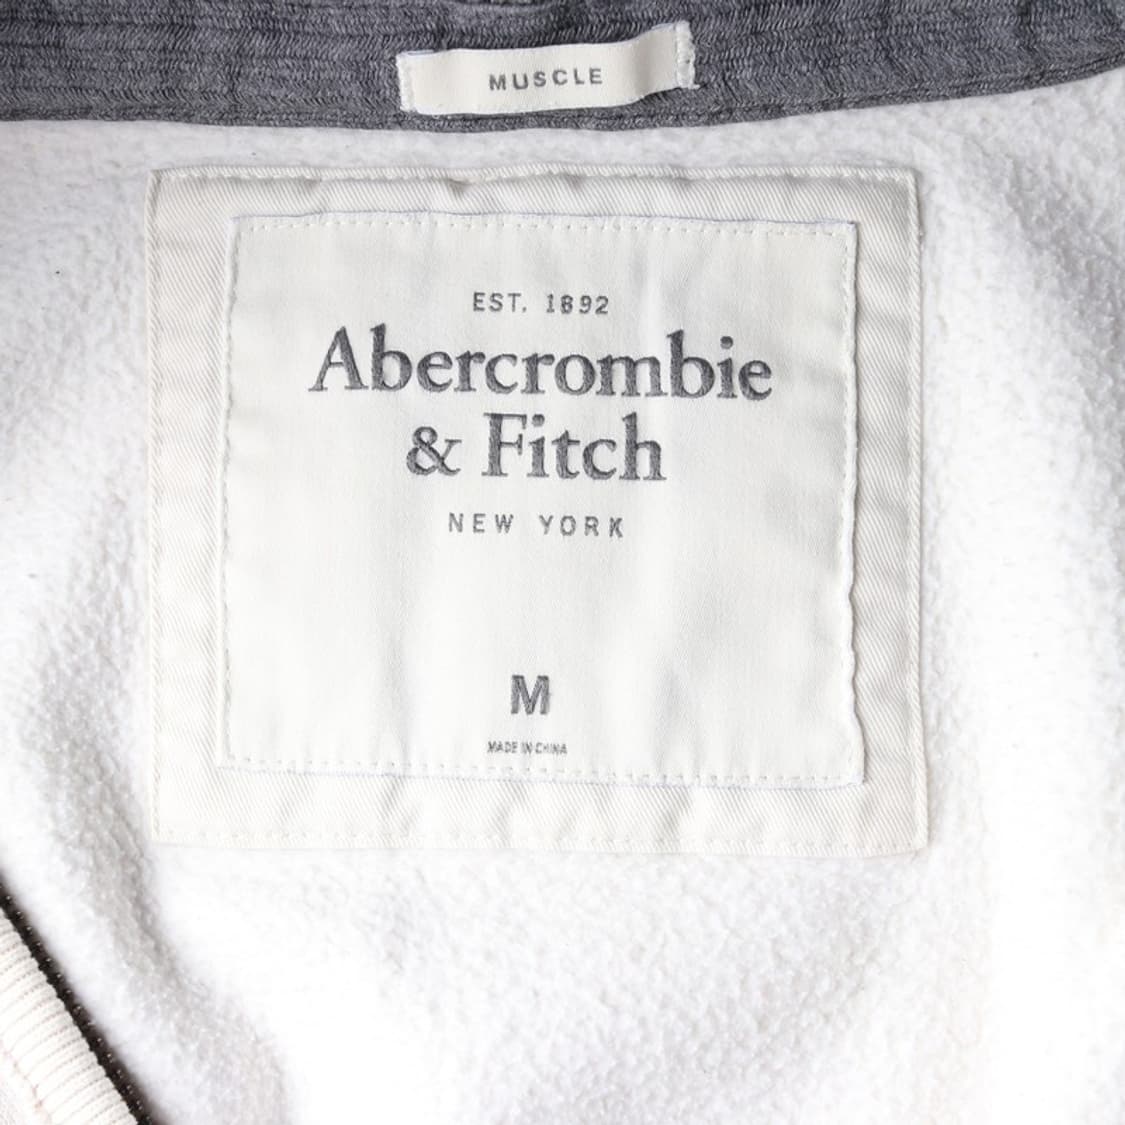 MUSCLE
EST. 1892
Abercrombie
& Fitch
NEW YORK
M
MADE IN CHINA